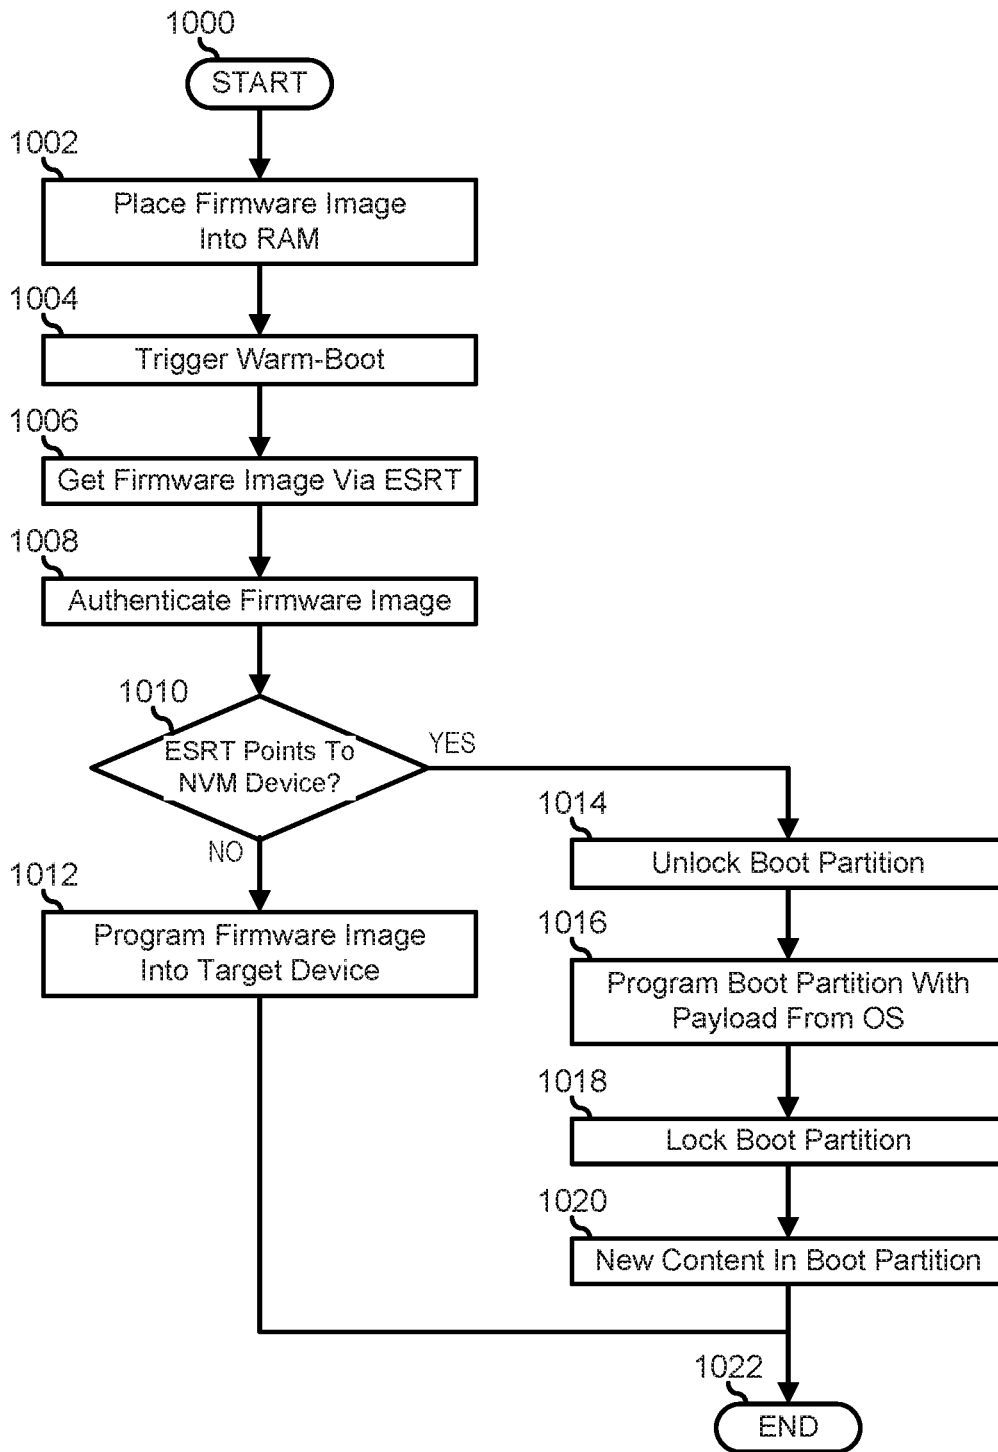 1000
START
1002
Place Firmware Image
Into RAM
1004
Trigger Warm-Boot
1006
Get Firmware Image Via ESRT
1008
Authenticate Firmware Image
1010
ESRT Points To
NVM Device?
YES
NO
1012
Program Firmware Image
Into Target Device
1014
Unlock Boot Partition
1016
Program Boot Partition With
Payload From OS
1018
Lock Boot Partition
1020
New Content In Boot Partition
1022
END